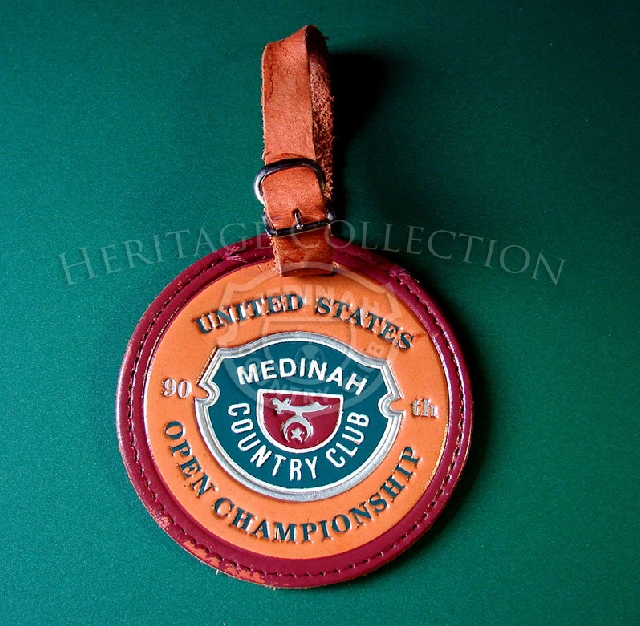 HERITAGE COLLECTION
UNITED STATES
90 th
MEDINAH
COUNTRY CLUB
OPEN CHAMPIONSHIP